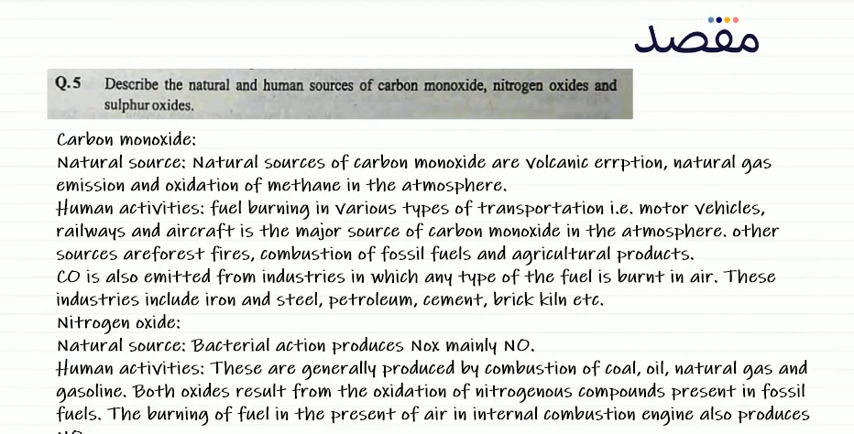 مقصد
Q.5 Describe the natural and human sources of carbon monoxide, nitrogen oxides and
sulphur oxides.
Carbon monoxide:
Natural source: Natural sources of carbon monoxide are volcanic errption, natural gas
emission and oxidation of methane in the atmosphere.
Human activities: fuel burning in various types of transportation i.e. motor vehicles,
railways and aircraft is the major source of carbon monoxide in the atmosphere. other
sources areforest fires, combustion of fossil fuels and agricultural products.
CO is also emitted from industries in which any type of the fuel is burnt in air. These
industries include iron and steel, petroleum, cement, brick kiln etc.
Nitrogen oxide:
Natural source: Bacterial action produces Nox mainly NO.
Human activities: These are generally produced by combustion of coal, oil, natural gas and
gasoline. Both oxides result from the oxidation of nitrogenous compounds present in fossil
fuels. The burning of fuel in the present of air in internal combustion engine also produces